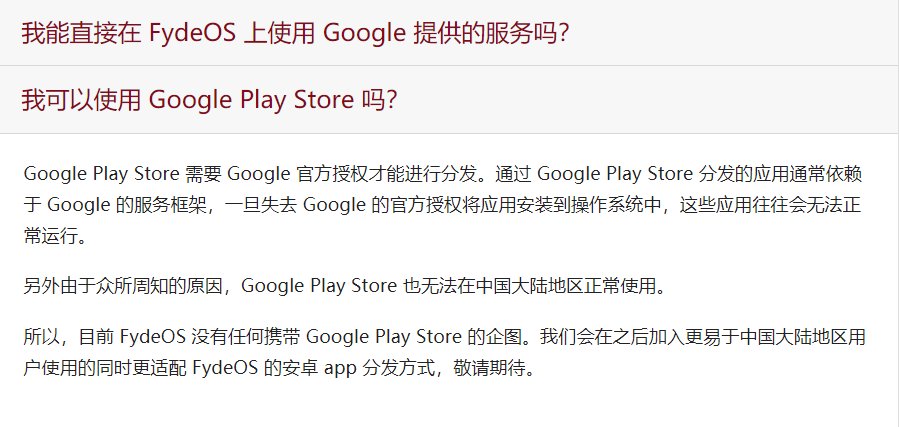 我能直接在 FydeOS 上使用 Google 提供的服务吗？
我可以使用 Google Play Store 吗？
Google Play Store 需要 Google 官方授权才能进行分发。通过 Google Play Store 分发的应用通常依赖
于 Google 的服务框架，一旦失去 Google 的官方授权将应用安装到操作系统中，这些应用往往会无法正
常运行。
另外由于众所周知的原因，Google Play Store 也无法在中国大陆地区正常使用。
所以，目前 FydeOS 没有任何携带 Google Play Store 的企图。我们会在之后加入更易于中国大陆地区用
户使用的同时更适配 FydeOS 的安卓 app 分发方式，敬请期待。